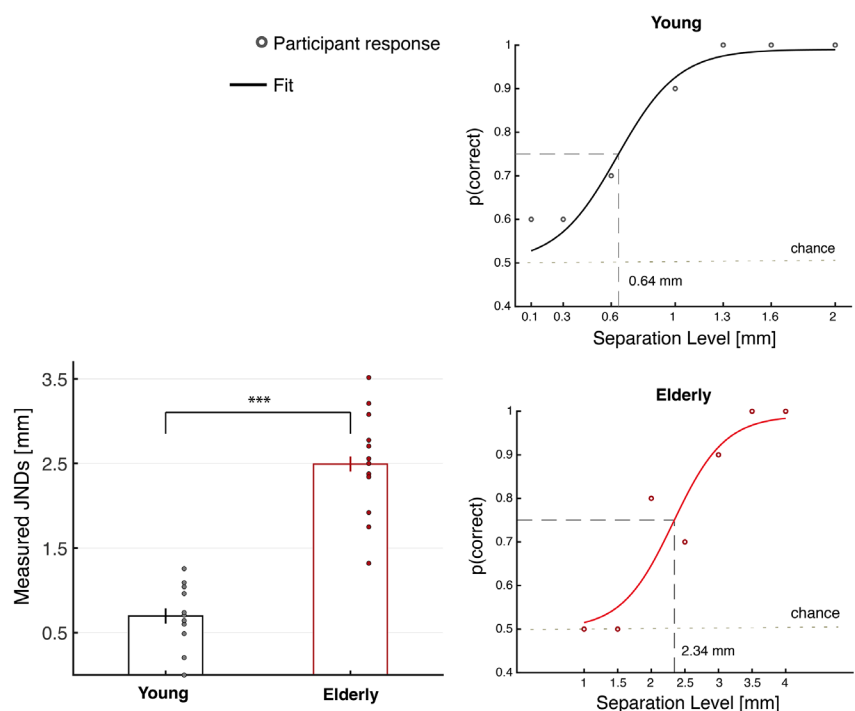 Participant response
Fit
Young
p(correct)
1
0.9
0.8
0.7
0.6
0.5
0.4
chance
0.64 mm
0.1 0.3 0.6 1 1.3 1.6 2
Separation Level [mm]
Measured JNDs [mm]
3.5
2.5
1.5
0.5
***
Young Elderly
Elderly
p(correct)
1
0.9
0.8
0.7
0.6
0.5
0.4
chance
2.34 mm
1 1.5 2 2.5 3 3.5 4
Separation Level [mm]